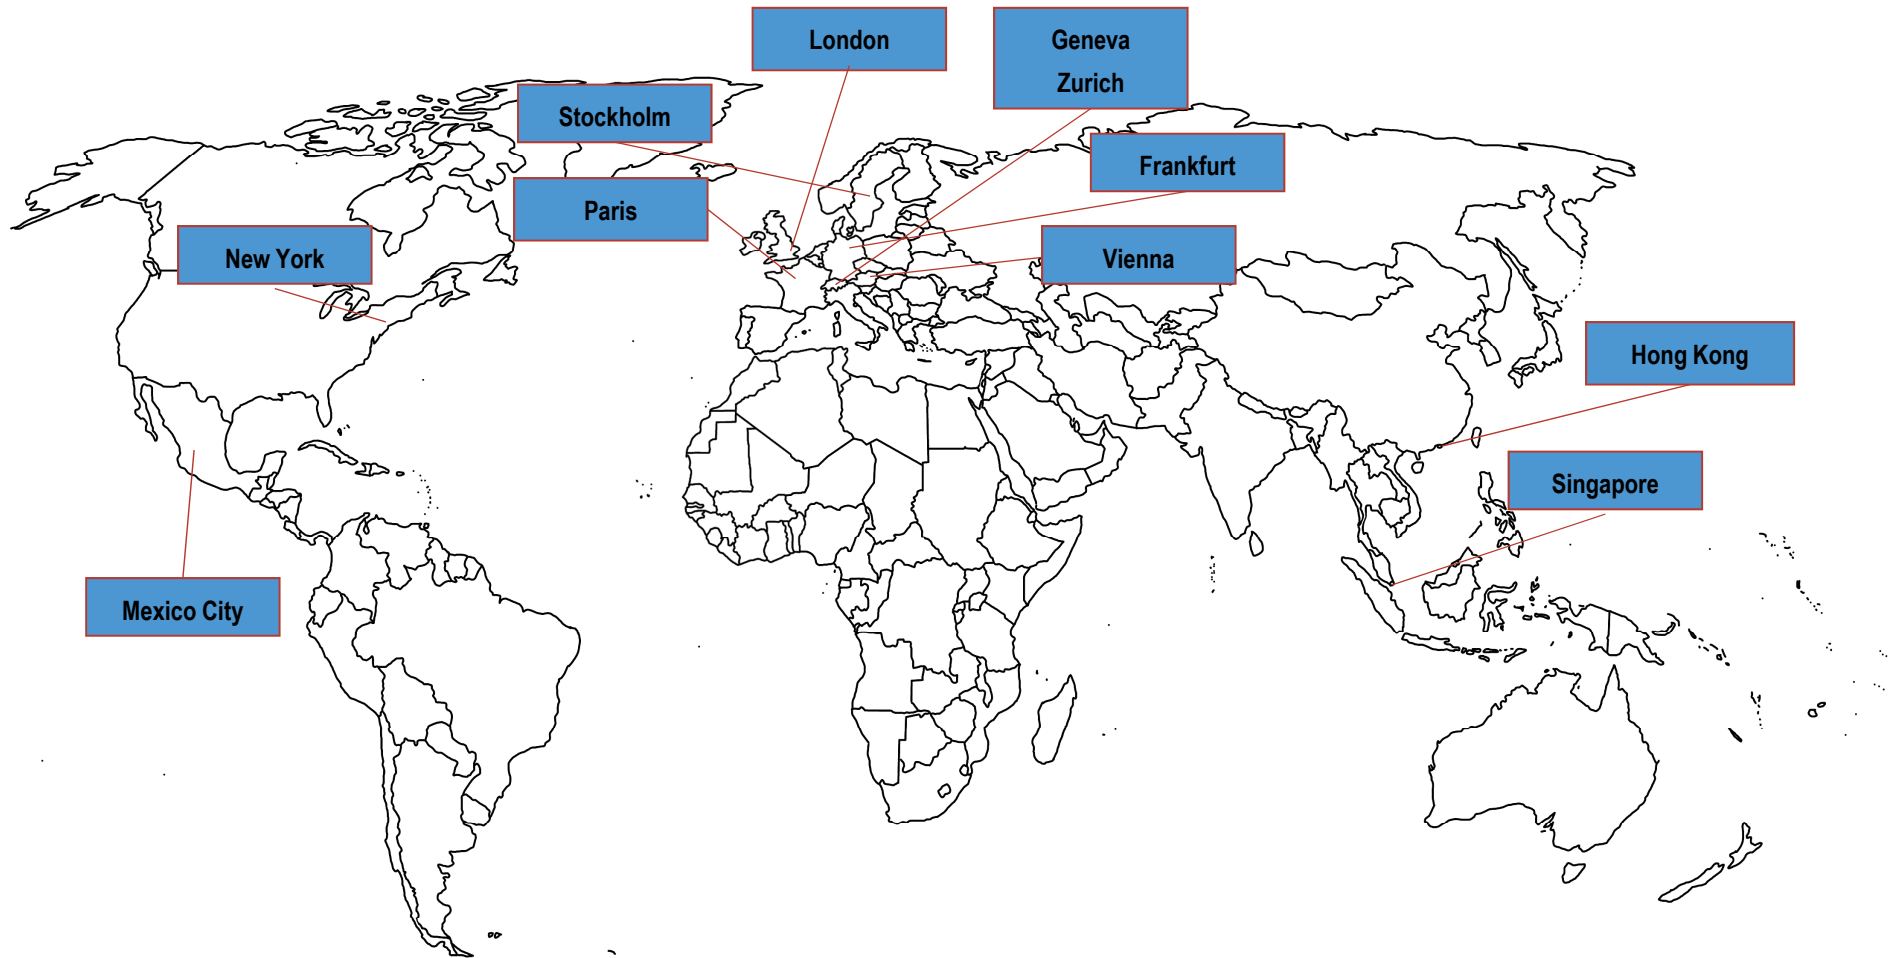 London
Geneva
Zurich
Stockholm
Frankfurt
Paris
New York
Vienna
Hong Kong
Singapore
Mexico City